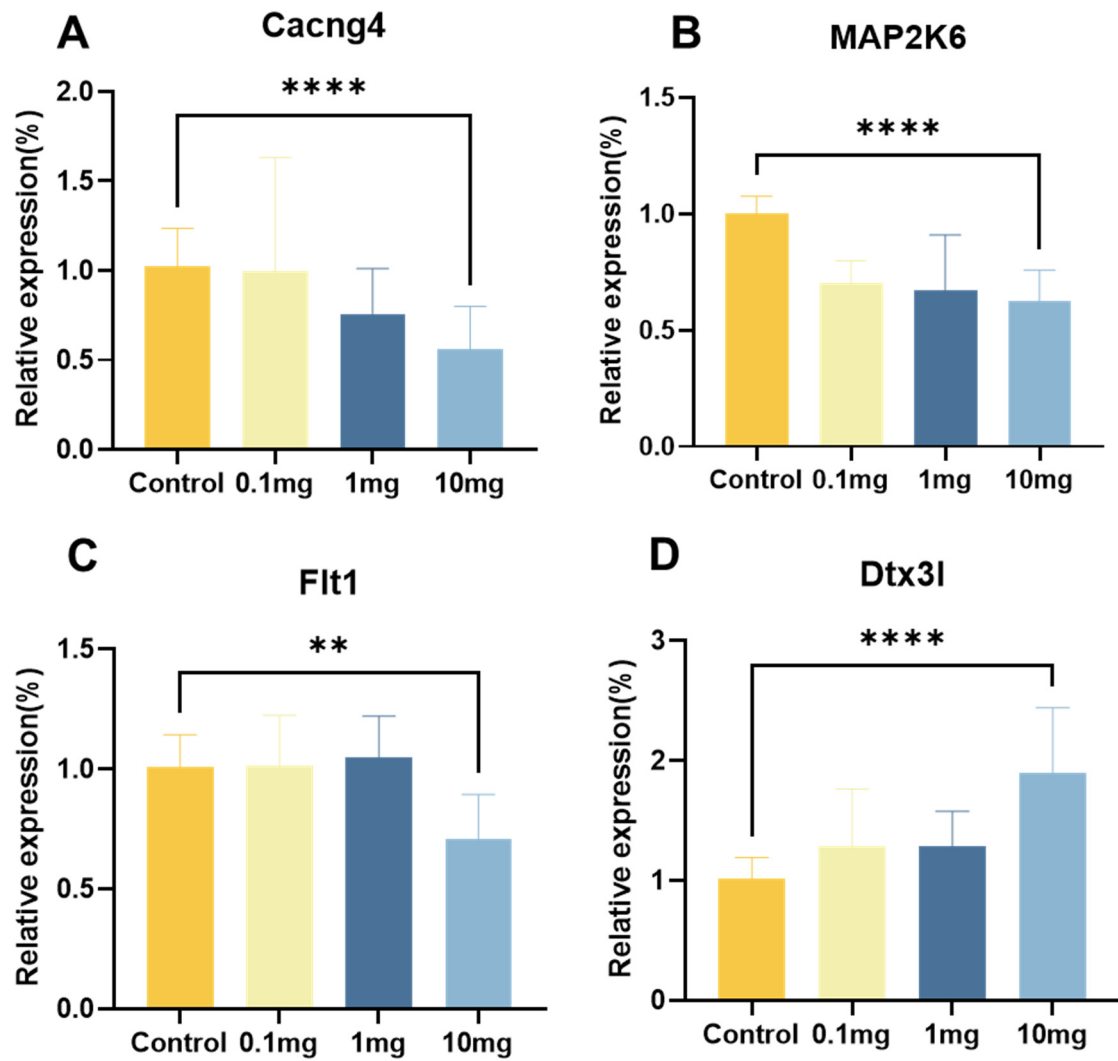 A
Cacng4
Relative expression(%)
2.0
1.5
1.0
0.5
0.0
****
Control 0.1mg 1mg 10mg
B
MAP2K6
Relative expression(%)
1.5
1.0
0.5
0.0
****
Control 0.1mg 1mg 10mg
C
Flt1
Relative expression(%)
1.5
1.0
0.5
0.0
**
Control 0.1mg 1mg 10mg
D
Dtx3l
Relative expression(%)
3
2
1
0
****
Control 0.1mg 1mg 10mg